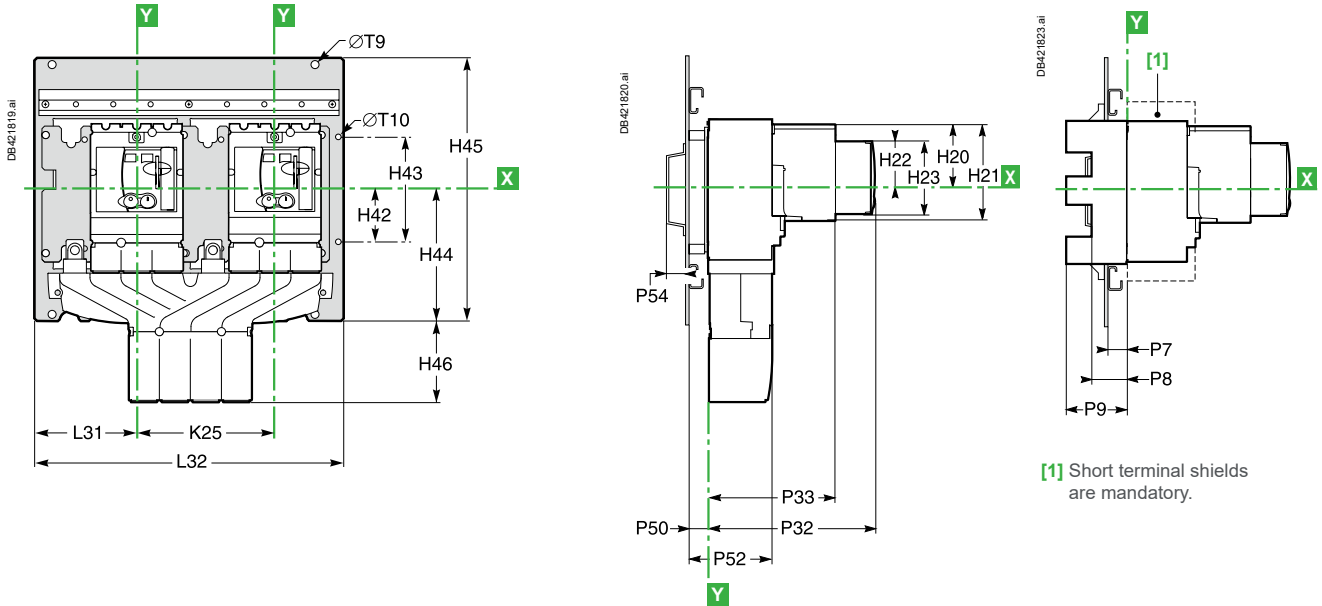 Y
Y
ØT9
DB421819.ai
ØT10
H45
H43
X
H42
H44
H46
L31
K25
L32
DB421820.ai
H22
H20
H23
H21
X
P54
P33
P50
P32
P52
Y
DB421823.ai
Y
[1]
X
P7
P8
P9
[1] Short terminal shields
are mandatory.